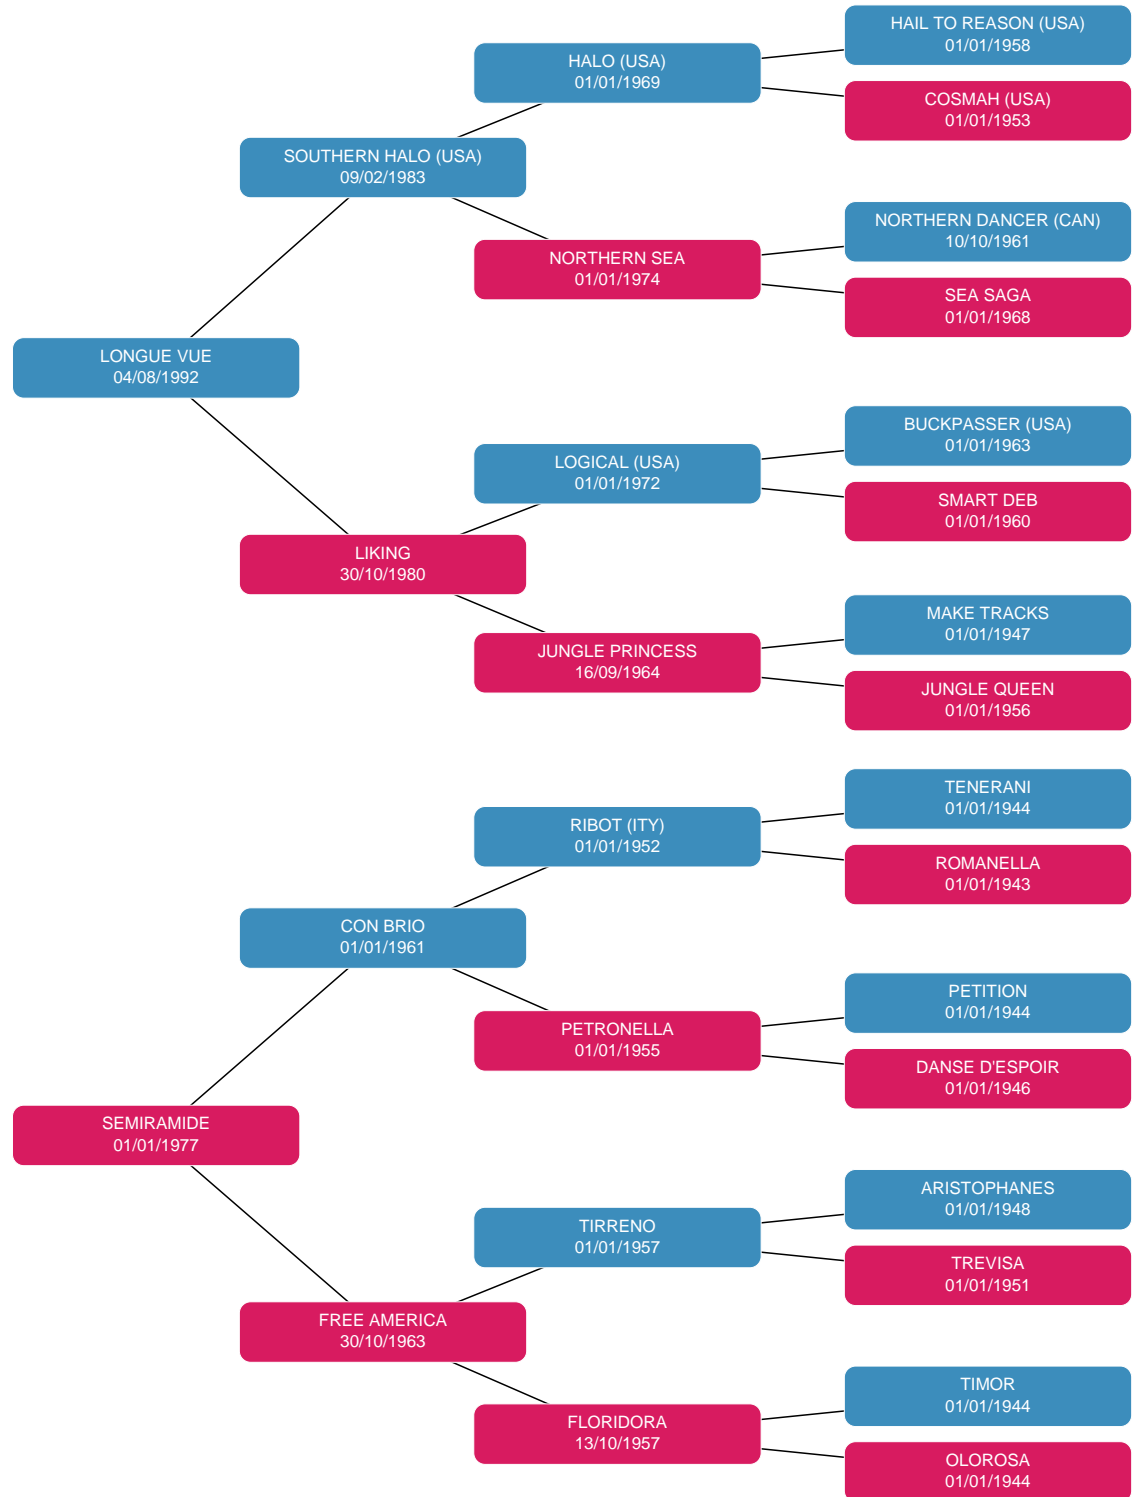 HAIL TO REASON (USA)
01/01/1958
HALO (USA)
01/01/1969
COSMAH (USA)
01/01/1953
SOUTHERN HALO (USA)
09/02/1983
NORTHERN DANCER (CAN)
10/10/1961
NORTHERN SEA
01/01/1974
SEA SAGA
01/01/1968
LONGUE VUE
04/08/1992
BUCKPASSER (USA)
01/01/1963
LOGICAL (USA)
01/01/1972
SMART DEB
01/01/1960
LIKING
30/10/1980
MAKE TRACKS
01/01/1947
JUNGLE PRINCESS
16/09/1964
JUNGLE QUEEN
01/01/1956
TENERANI
01/01/1944
RIBOT (ITY)
01/01/1952
ROMANELLA
01/01/1943
CON BRIO
01/01/1961
PETITION
01/01/1944
PETRONELLA
01/01/1955
DANSE D'ESPOIR
01/01/1946
SEMIRAMIDE
01/01/1977
ARISTOPHANES
01/01/1948
TIRRENO
01/01/1957
TREVISA
01/01/1951
FREE AMERICA
30/10/1963
TIMOR
01/01/1944
FLORIDORA
13/10/1957
OLOROSA
01/01/1944